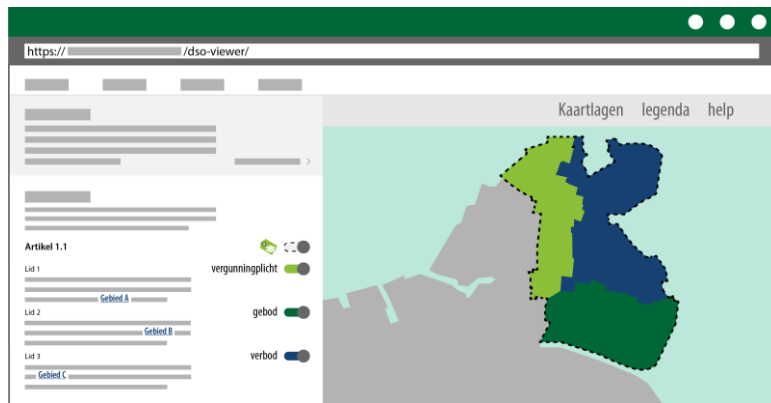 https:// /dso-viewer/
Kaartlagen legenda help
Artikel 1.1
Lid 1
vergunningplicht
Gebied A
Lid 2
gebod
Gebied B
Lid 3
verbod
Gebied C